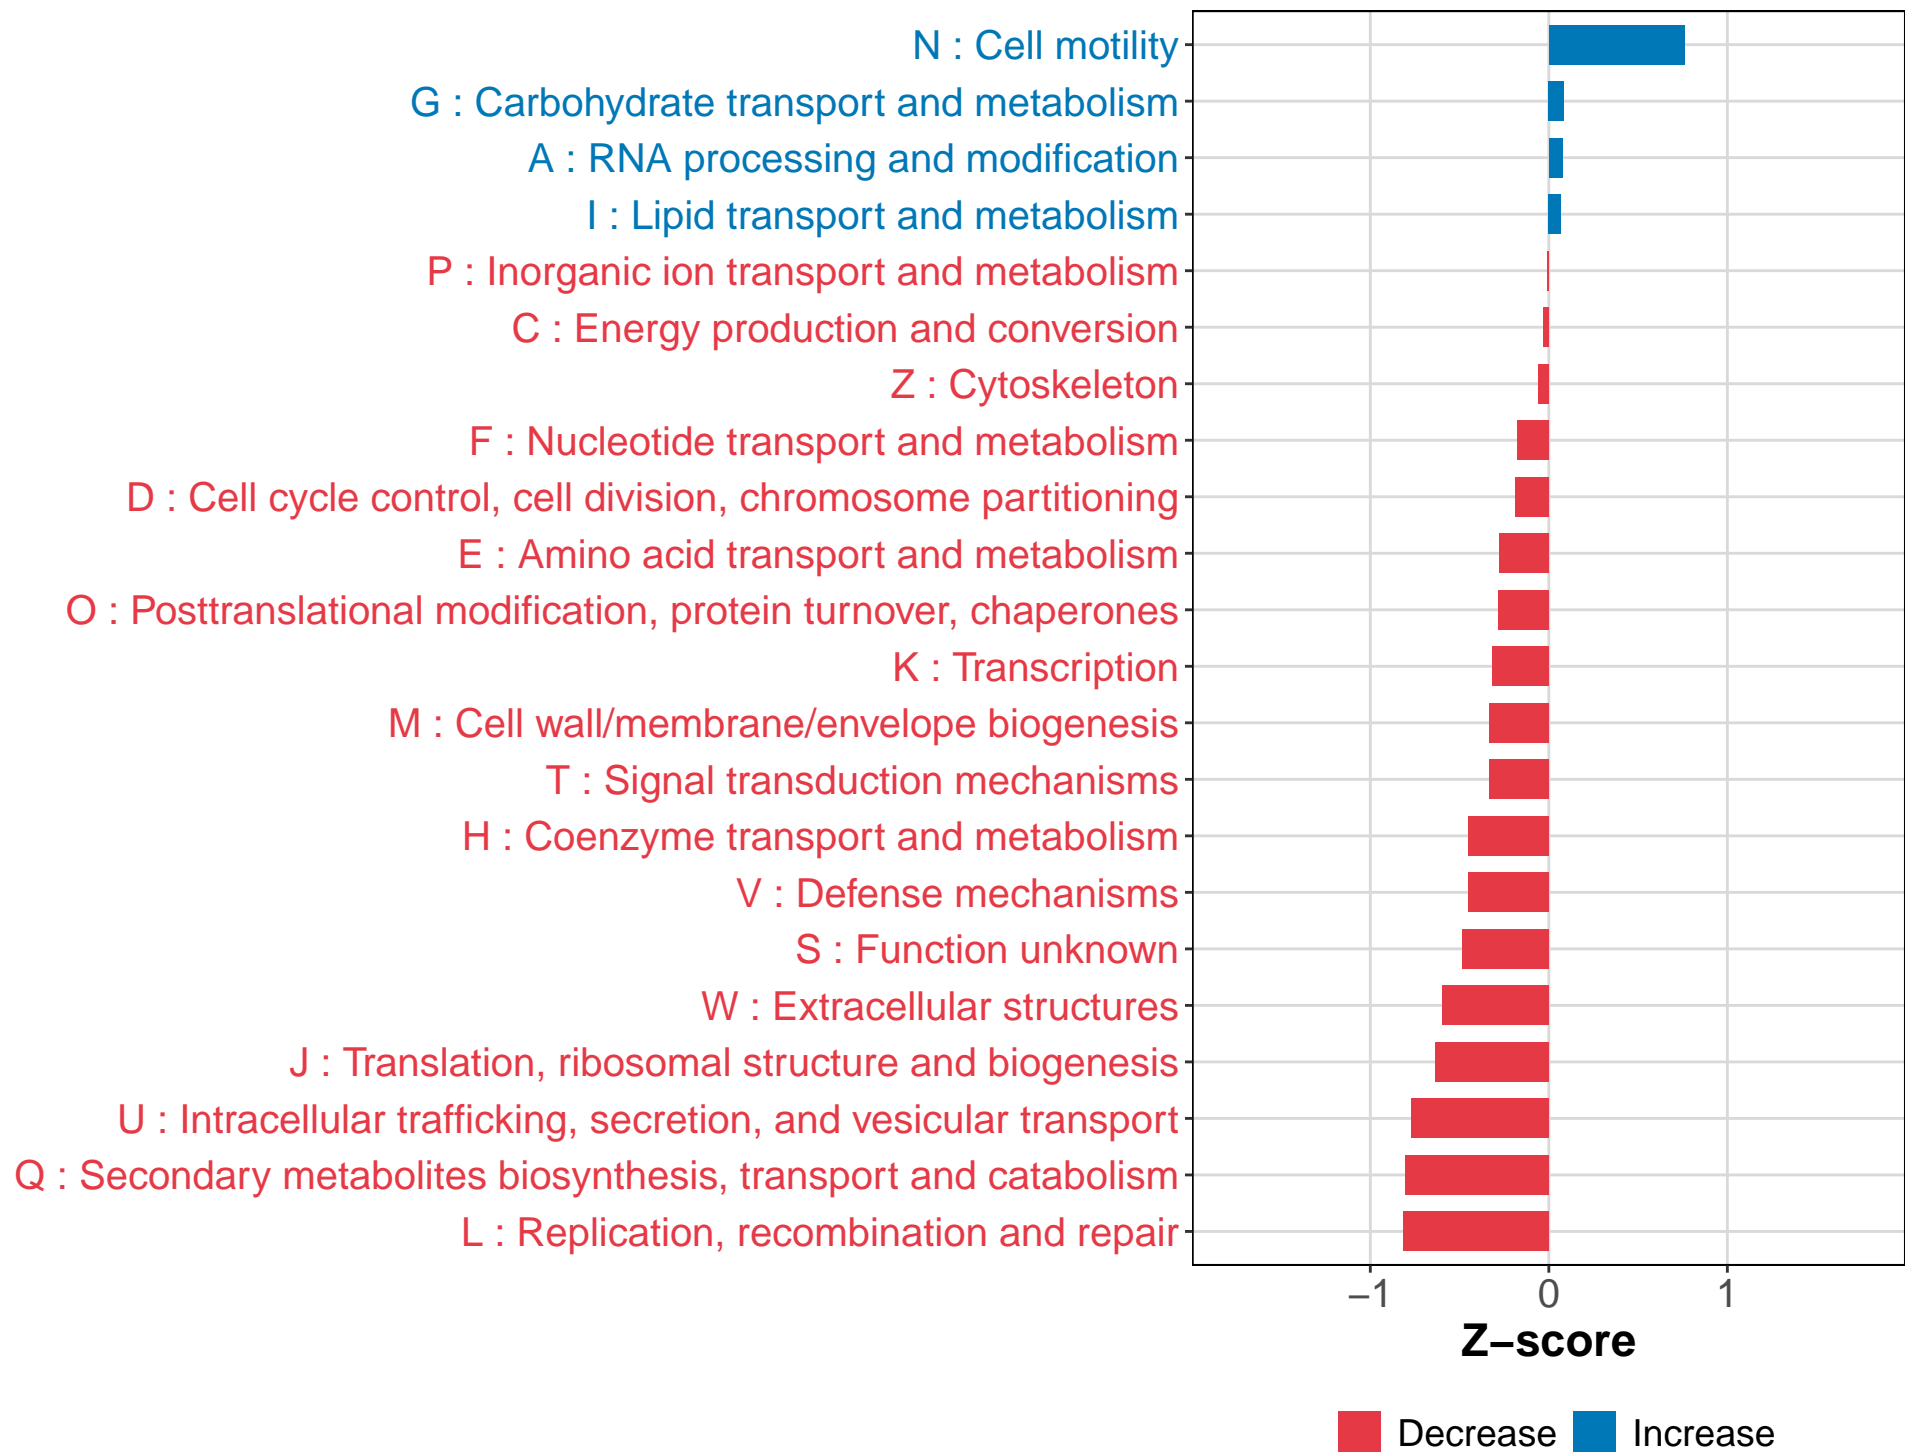 N : Cell motility
G : Carbohydrate transport and metabolism
A : RNA processing and modification
I : Lipid transport and metabolism
P : Inorganic ion transport and metabolism
C : Energy production and conversion
Z : Cytoskeleton
F : Nucleotide transport and metabolism
D : Cell cycle control, cell division, chromosome partitioning
E : Amino acid transport and metabolism
O : Posttranslational modification, protein turnover, chaperones
K : Transcription
M : Cell wall/membrane/envelope biogenesis
T : Signal transduction mechanisms
H : Coenzyme transport and metabolism
V : Defense mechanisms
S : Function unknown
W : Extracellular structures
J : Translation, ribosomal structure and biogenesis
U : Intracellular trafficking, secretion, and vesicular transport
Q : Secondary metabolites biosynthesis, transport and catabolism
L : Replication, recombination and repair
−1 0 1
Z−score
Decrease Increase